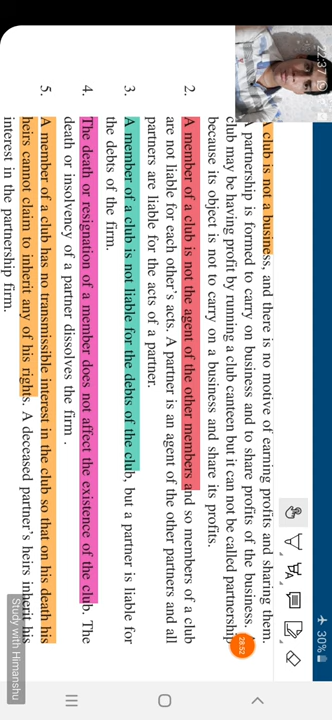 22:37
30%
club is not a business, and there is no motive of earning profits and sharing them.
partnership is formed to carry on business and to share profits of the business.
club may be having profit by running a club canteen but it can not be called partnership
because its object is not to carry on a business and share its profits.
2. A member of a club is not the agent of the other members and so members of a club
are not liable for each other's acts. A partner is an agent of the other partners and all
partners are liable for the acts of a partner.
3. A member of a club is not liable for the debts of the club, but a partner is liable for
the debts of the firm.
4. The death or resignation of a member does not affect the existence of the club. The
death or insolvency of a partner dissolves the firm .
5. A member of a club has no transmissible interest in the club so that on his death his
heirs cannot claim to inherit any of his rights. A deceased partner's heirs inherit his
interest in the partnership firm.
28:52
Study with Himanshu